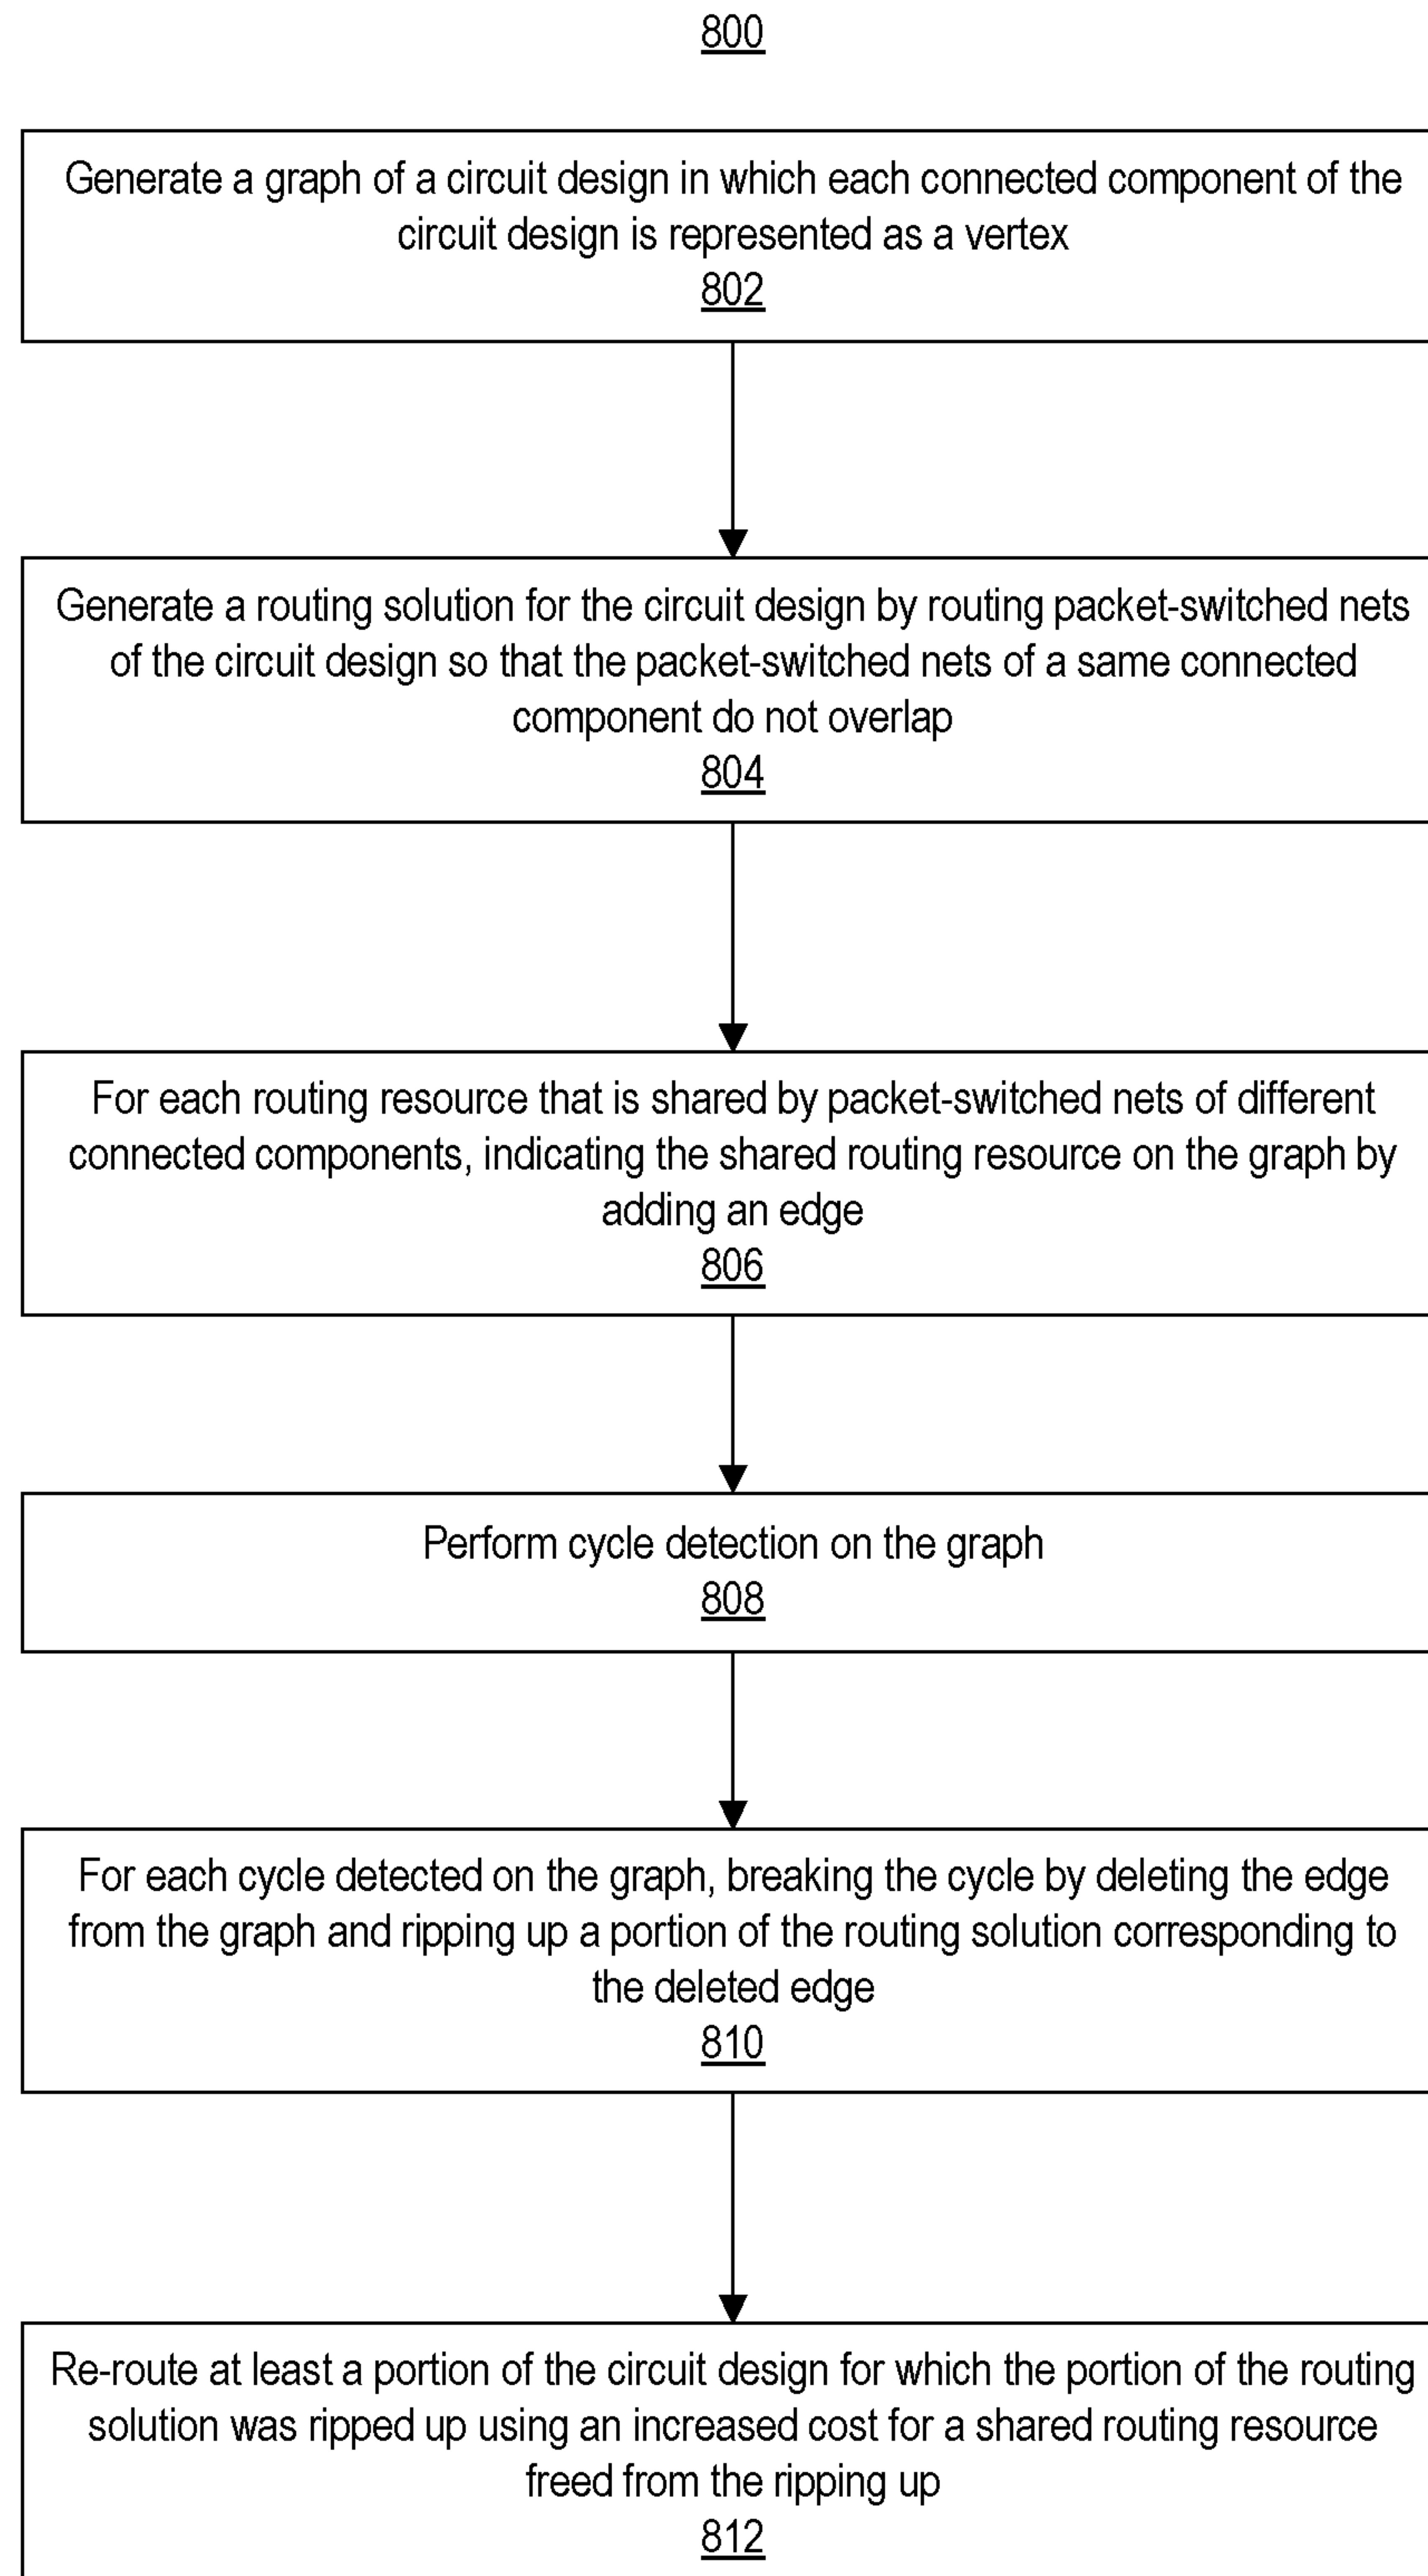 800
Generate a graph of a circuit design in which each connected component of the
circuit design is represented as a vertex
802
Generate a routing solution for the circuit design by routing packet-switched nets
of the circuit design so that the packet-switched nets of a same connected
component do not overlap
804
For each routing resource that is shared by packet-switched nets of different
connected components, indicating the shared routing resource on the graph by
adding an edge
806
Perform cycle detection on the graph
808
For each cycle detected on the graph, breaking the cycle by deleting the edge
from the graph and ripping up a portion of the routing solution corresponding to
the deleted edge
810
Re-route at least a portion of the circuit design for which the portion of the routing
solution was ripped up using an increased cost for a shared routing resource
freed from the ripping up
812